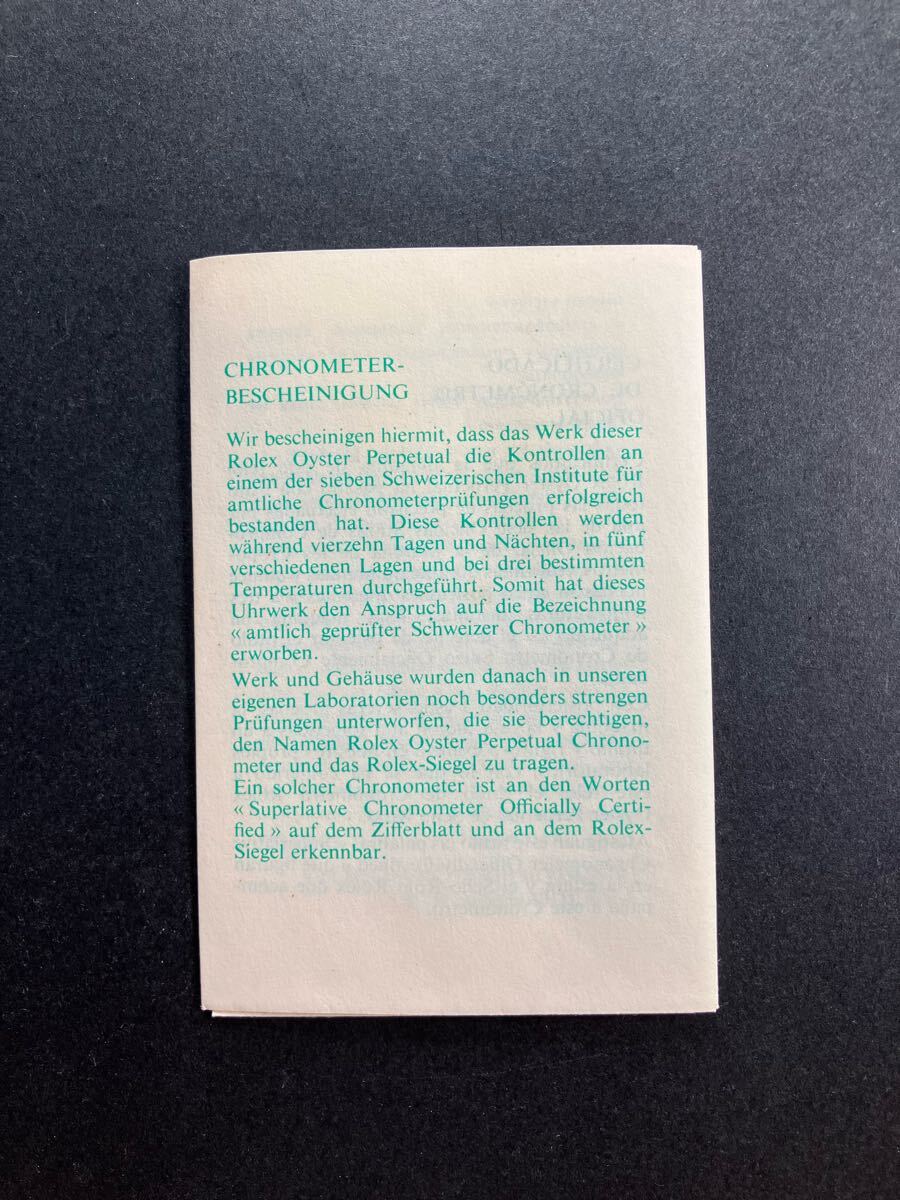 CHRONOMETER-
BESCHEINIGUNG
Wir bescheinigen hiermit, dass das Werk dieser
Rolex Oyster Perpetual die Kontrollen an
einem der sieben Schweizerischen Institute für
amtliche Chronometerprüfungen erfolgreich
bestanden hat. Diese Kontrollen werden
während vierzehn Tagen und Nächten, in fünf
verschiedenen Lagen und bei drei bestimmten
Temperaturen durchgeführt. Somit hat dieses
Uhrwerk den Anspruch auf die Bezeichnung
« amtlich geprüfter Schweizer Chronometer »
erworben.
Werk und Gehäuse wurden danach in unseren
eigenen Laboratorien noch besonders strengen
Prüfungen unterworfen, die sie berechtigen,
den Namen Rolex Oyster Perpetual Chrono-
meter und das Rolex-Siegel zu tragen.
Ein solcher Chronometer ist an den Worten
« Superlative Chronometer Officially Certi-
fied » auf dem Zifferblatt und an dem Rolex-
Siegel erkennbar.